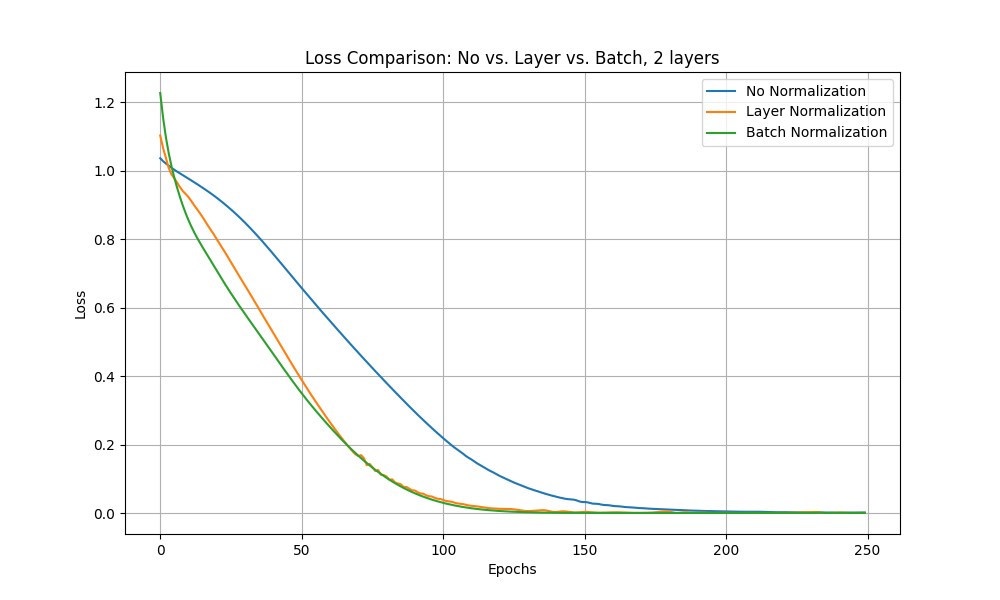 Loss Comparison: No vs. Layer vs. Batch, 2 layers
No Normalization
Layer Normalization
Batch Normalization
Loss
1.2
1.0
0.8
0.6
0.4
0.2
0.0
0 50 100 150 200 250
Epochs